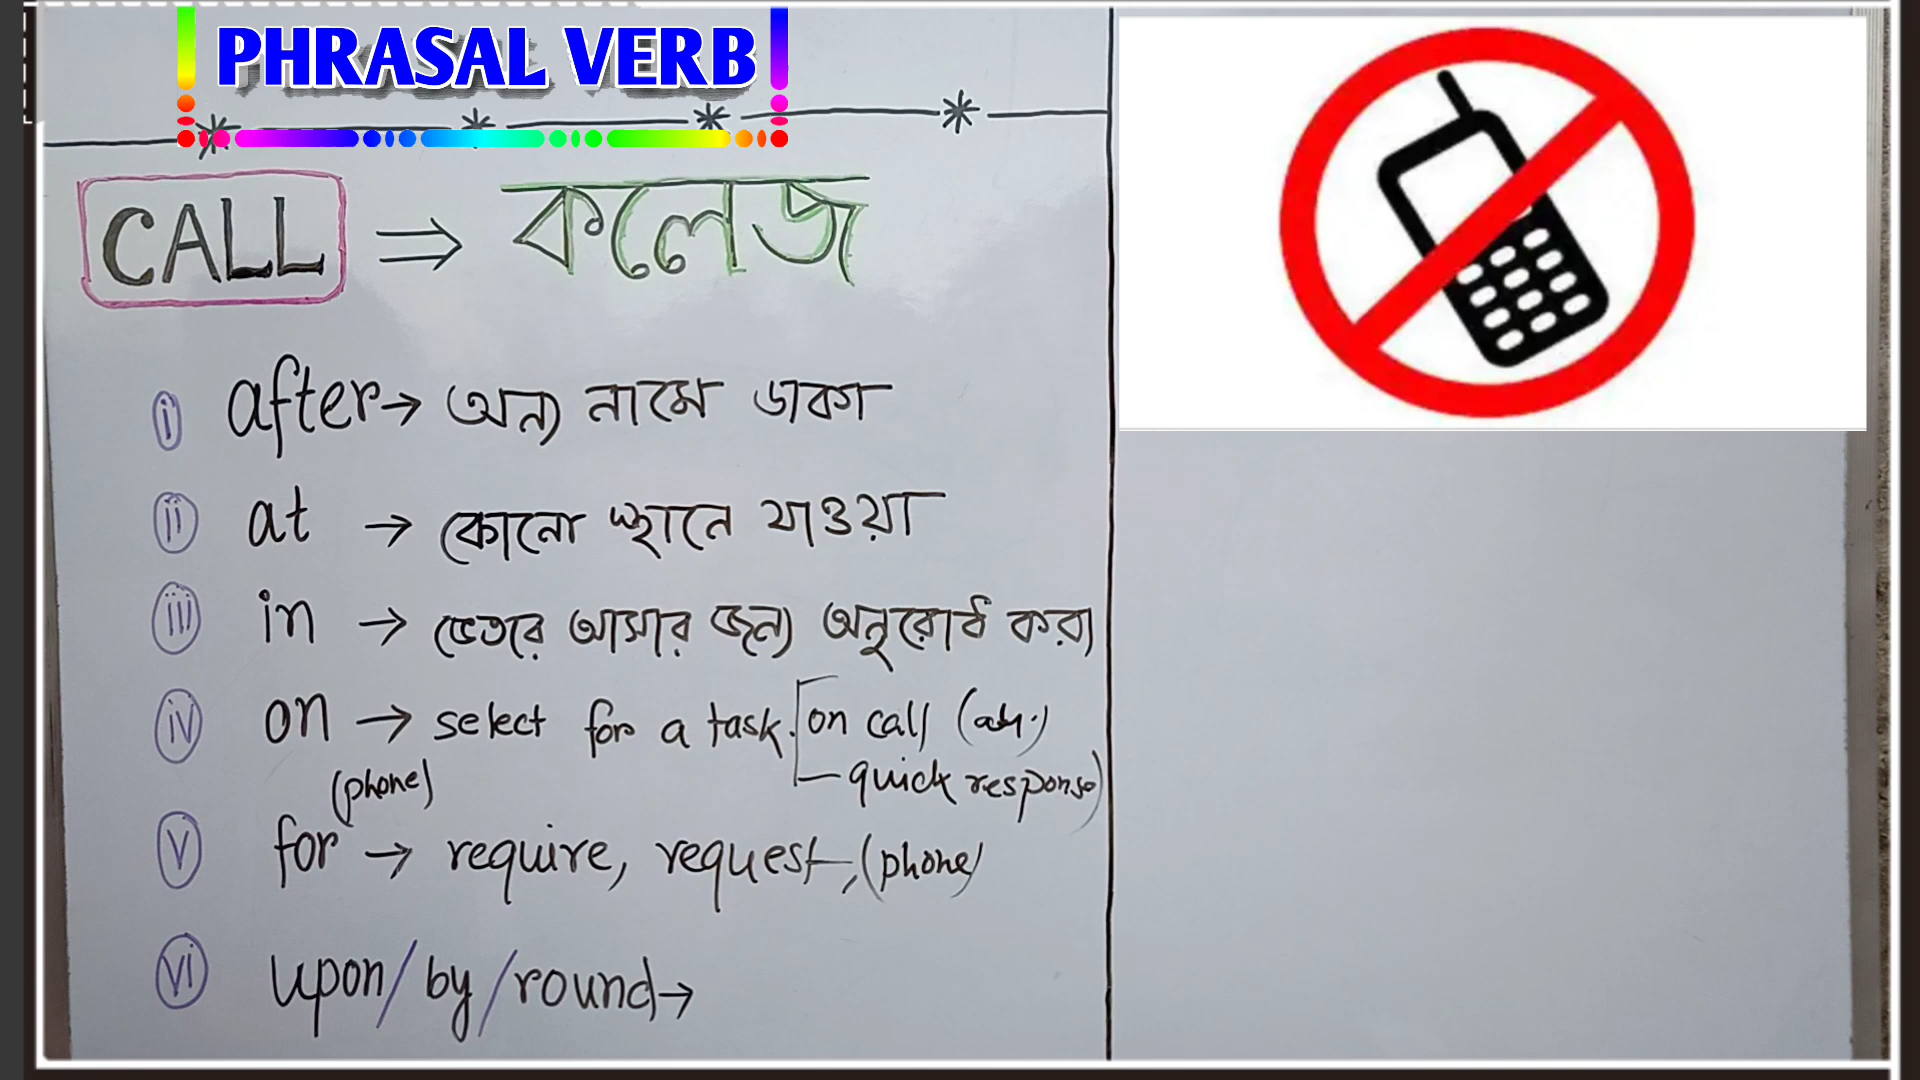 PHRASAL VERB
CALL ⇒ কলেজ
i after → অন্য নামে ডাকা
ii at → কোনো স্থানে যাওয়া
iii in → ভেতরে আসার জন্য অনুরোধ করা
iv on → select for a task. on call (adj.)
(phone) — quick response)
v for → require, request, (phone)
vi upon/by/round →